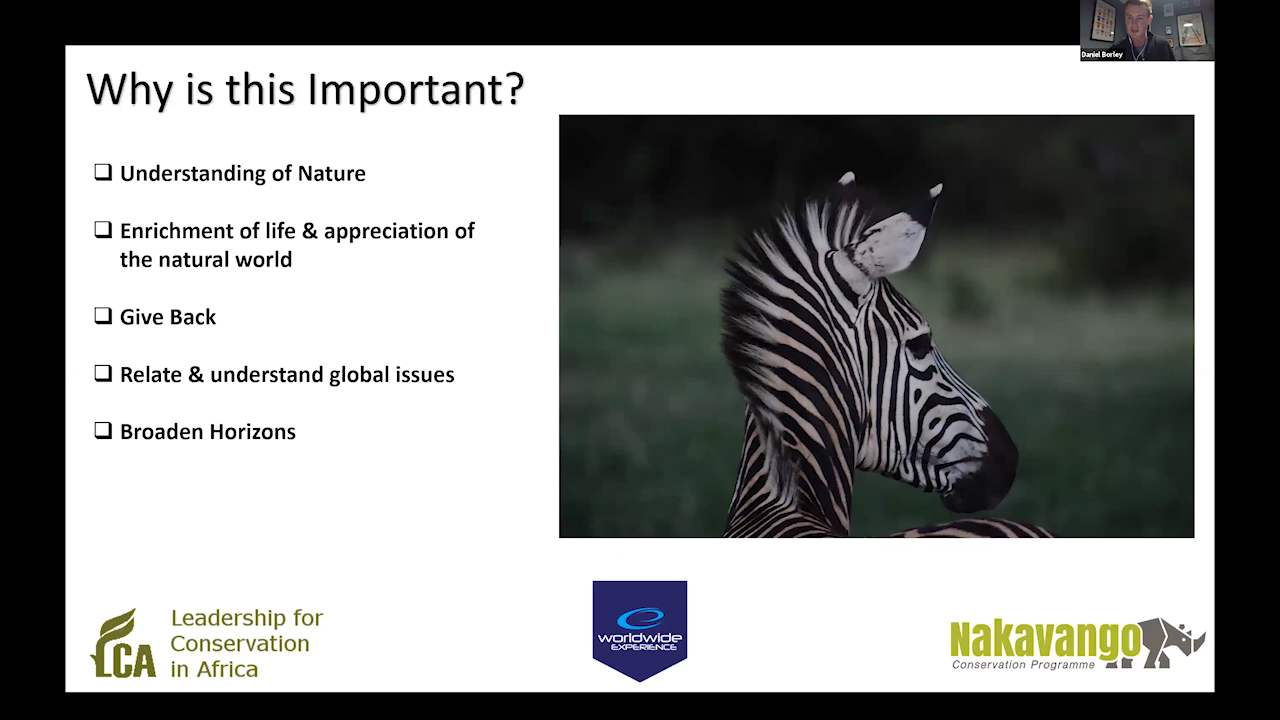 Daniel Borley
Why is this Important?
Understanding of Nature
Enrichment of life & appreciation of
the natural world
Give Back
Relate & understand global issues
Broaden Horizons
LCA
Leadership for
Conservation
in Africa
worldwide
EXPERIENCE
Nakavango
Conservation Programme